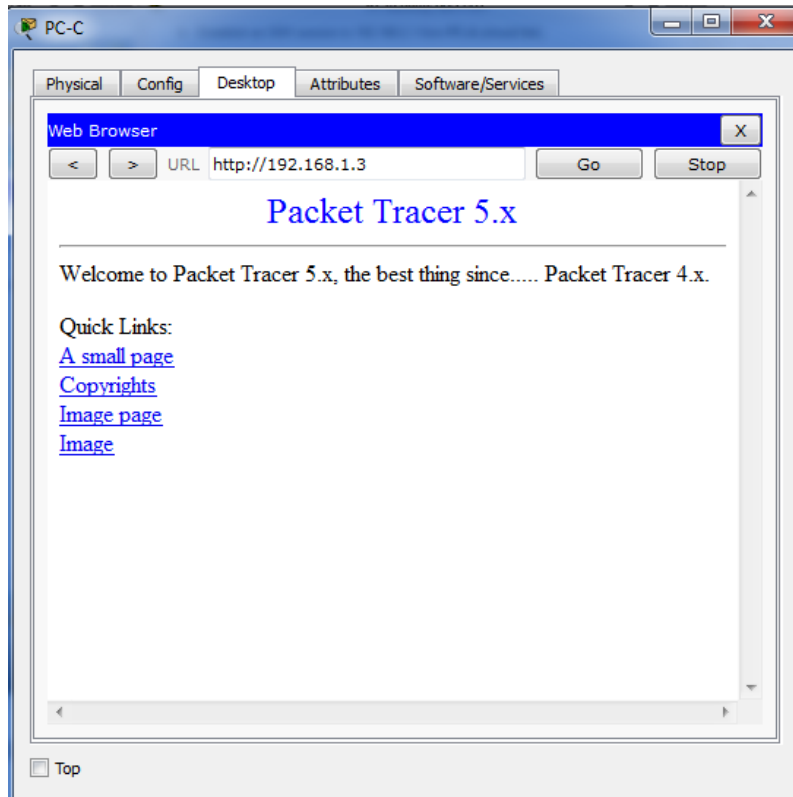 PC-C
Physical Config Desktop Attributes Software/Services
Web Browser X
< > URL http://192.168.1.3 Go Stop
Packet Tracer 5.x
Welcome to Packet Tracer 5.x, the best thing since..... Packet Tracer 4.x.
Quick Links:
A small page
Copyrights
Image page
Image
Top